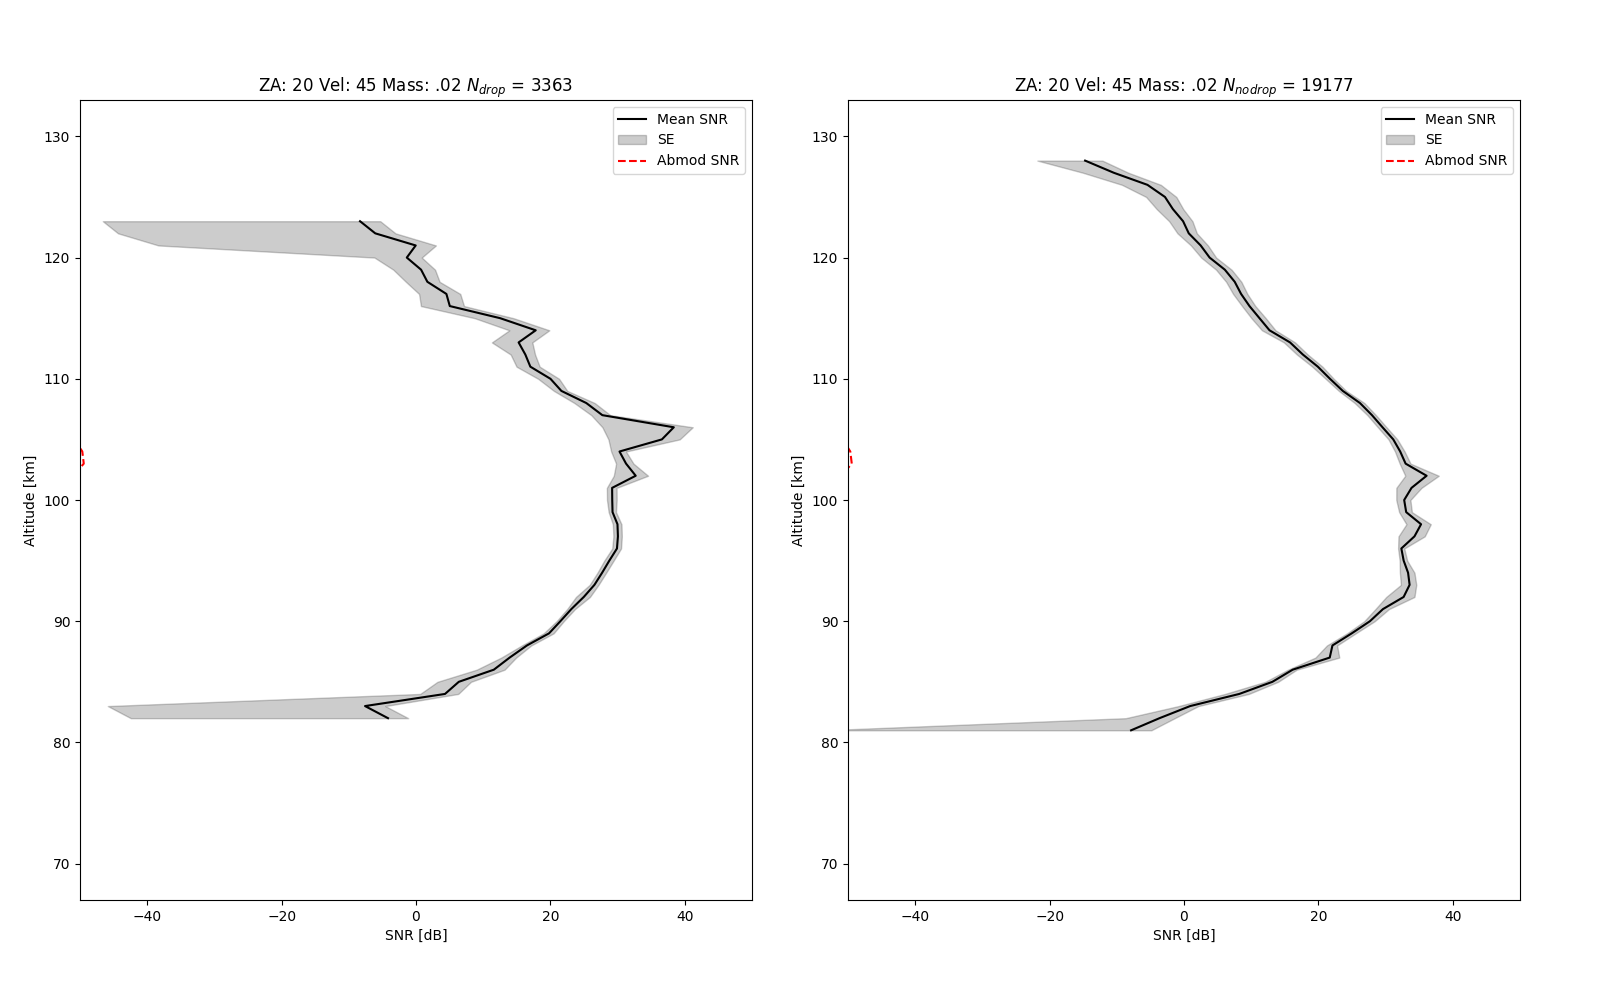 ZA: 20 Vel: 45 Mass: .02 N_drop = 3363
Mean SNR
SE
Abmod SNR
130
120
110
100
90
80
70
Altitude [km]
−40 −20 0 20 40
SNR [dB]
ZA: 20 Vel: 45 Mass: .02 N_nodrop = 19177
Mean SNR
SE
Abmod SNR
130
120
110
100
90
80
70
Altitude [km]
−40 −20 0 20 40
SNR [dB]